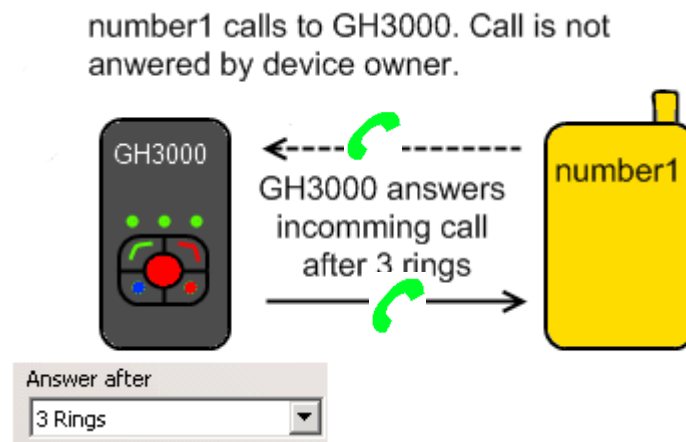 number1 calls to GH3000. Call is not
anwered by device owner.
GH3000
number1
GH3000 answers
incomming call
after 3 rings
Answer after
3 Rings